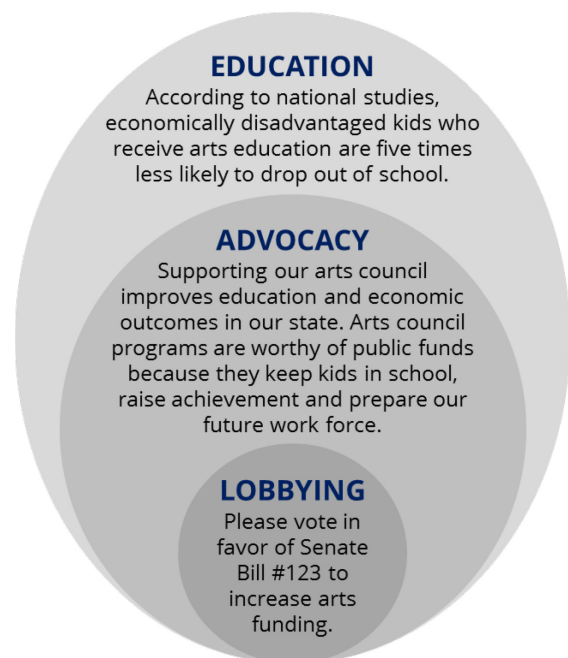 EDUCATION
According to national studies,
economically disadvantaged kids who
receive arts education are five times
less likely to drop out of school.
ADVOCACY
Supporting our arts council
improves education and economic
outcomes in our state. Arts council
programs are worthy of public funds
because they keep kids in school,
raise achievement and prepare our
future work force.
LOBBYING
Please vote in
favor of Senate
Bill #123 to
increase arts
funding.